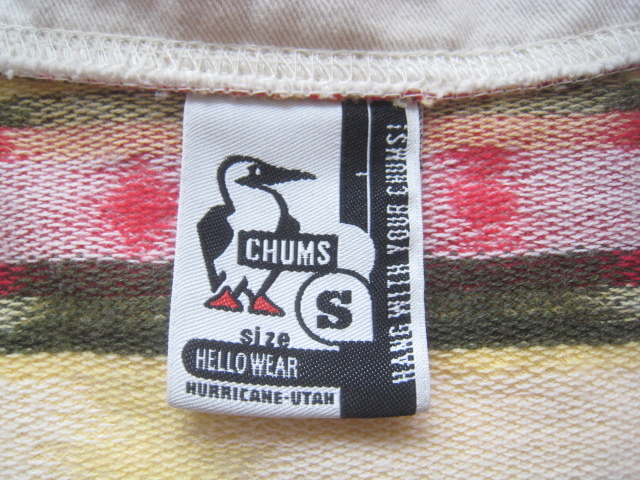 CHUMS
S
size
HELLO WEAR
HURRICANE-UTAH
HANG WITH YOUR CHUMS!